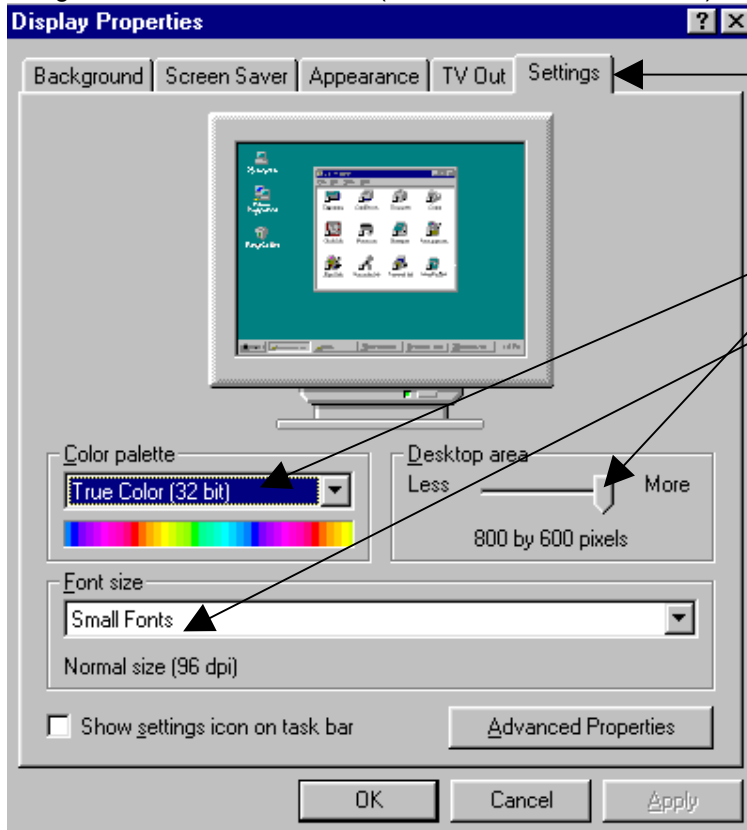 Display Properties
Background Screen Saver Appearance TV Out Settings
Color palette
True Color (32 bit)
Desktop area
Less More
800 by 600 pixels
Font size
Small Fonts
Normal size (96 dpi)
Show settings icon on task bar
Advanced Properties
OK Cancel Apply